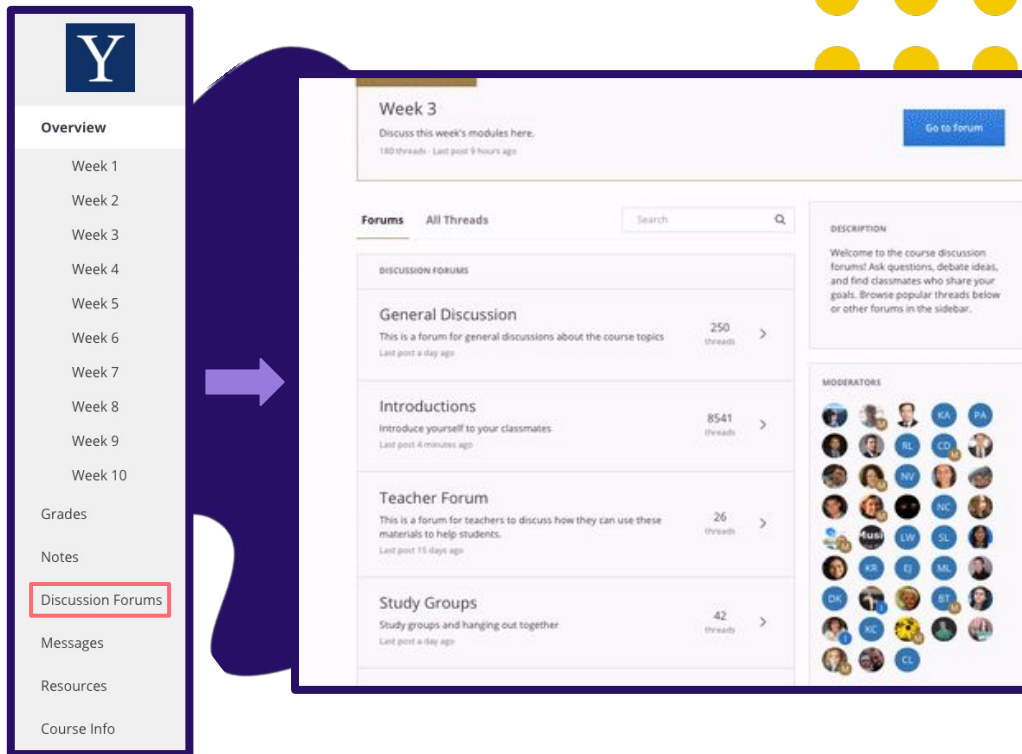 Y
Overview
Week 1
Week 2
Week 3
Week 4
Week 5
Week 6
Week 7
Week 8
Week 9
Week 10
Grades
Notes
Discussion Forums
Messages
Resources
Course Info
Week 3
Discuss this week's modules here.
180 threads · Last post 9 hours ago
Go to forum
Forums All Threads
Search
DISCUSSION FORUMS
General Discussion
This is a forum for general discussions about the course topics
Last post a day ago
250
threads
Introductions
Introduce yourself to your classmates
Last post 4 minutes ago
8541
threads
Teacher Forum
This is a forum for teachers to discuss how they can use these
materials to help students.
Last post 15 days ago
26
threads
Study Groups
Study groups and hanging out together
Last post a day ago
42
threads
DESCRIPTION
Welcome to the course discussion
forums! Ask questions, debate ideas,
and find classmates who share your
goals. Browse popular threads below
or other forums in the sidebar.
MODERATORS
M KA PA
RL CD M
M NV
M NC
M LW SL
KR EJ ML
DK BT M
KC M
M CL